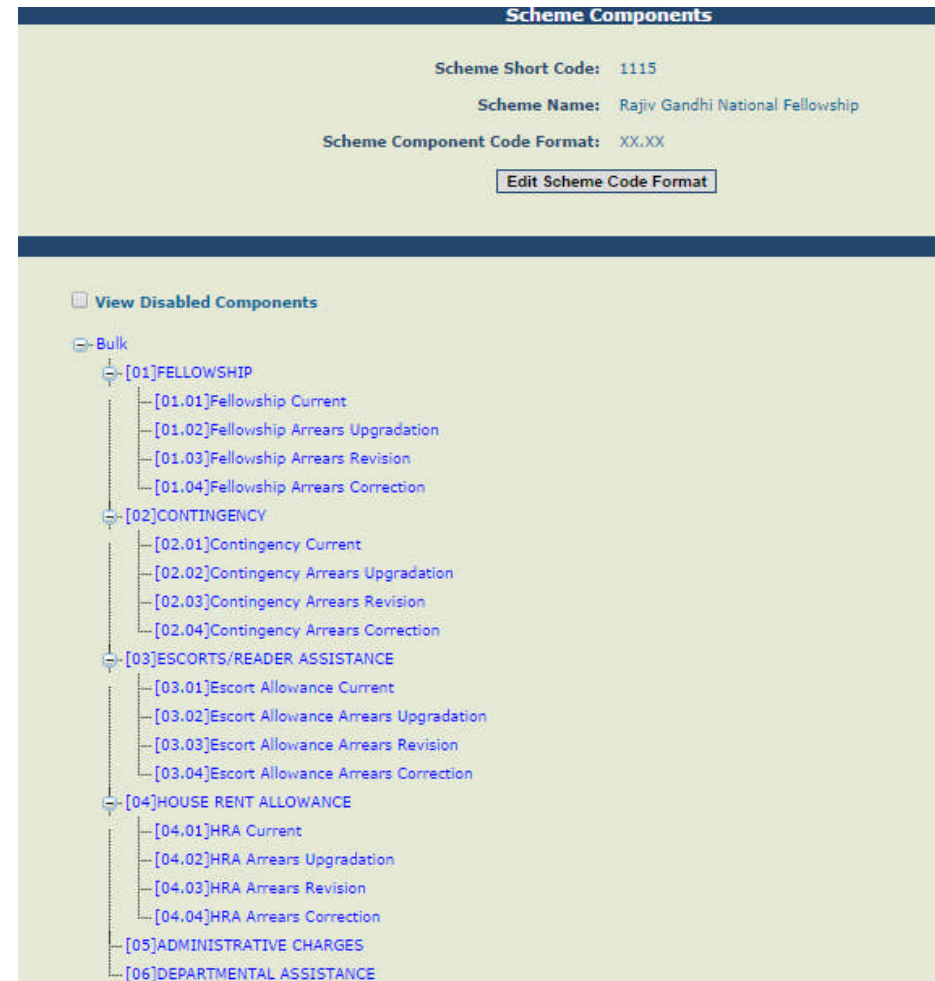 Scheme Components
Scheme Short Code: 1115
Scheme Name: Rajiv Gandhi National Fellowship
Scheme Component Code Format: XX.XX
Edit Scheme Code Format
View Disabled Components
Bulk
[01]FELLOWSHIP
[01.01]Fellowship Current
[01.02]Fellowship Arrears Upgradation
[01.03]Fellowship Arrears Revision
[01.04]Fellowship Arrears Correction
[02]CONTINGENCY
[02.01]Contingency Current
[02.02]Contingency Arrears Upgradation
[02.03]Contingency Arrears Revision
[02.04]Contingency Arrears Correction
[03]ESCORTS/READER ASSISTANCE
[03.01]Escort Allowance Current
[03.02]Escort Allowance Arrears Upgradation
[03.03]Escort Allowance Arrears Revision
[03.04]Escort Allowance Arrears Correction
[04]HOUSE RENT ALLOWANCE
[04.01]HRA Current
[04.02]HRA Arrears Upgradation
[04.03]HRA Arrears Revision
[04.04]HRA Arrears Correction
[05]ADMINISTRATIVE CHARGES
[06]DEPARTMENTAL ASSISTANCE